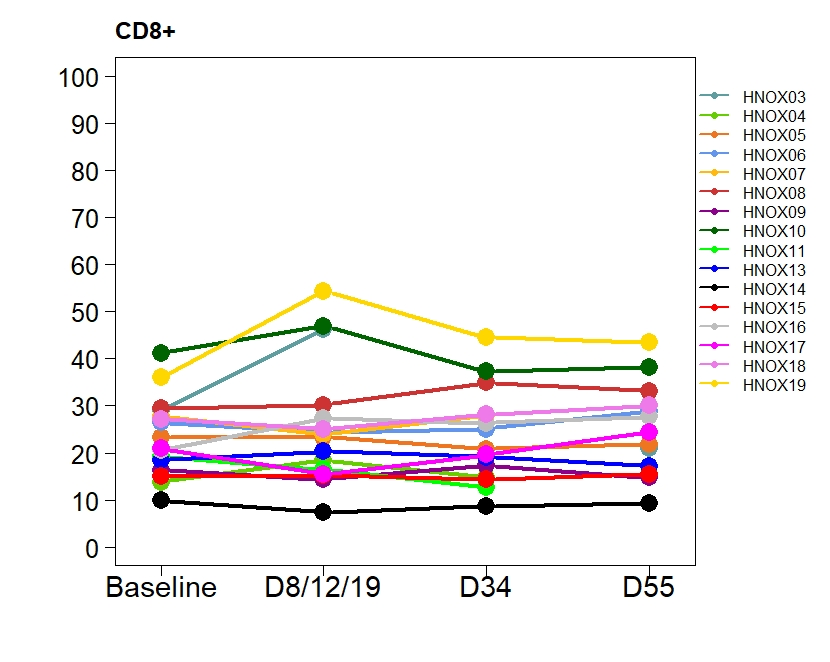 CD8+
100
90
80
70
60
50
40
30
20
10
0
Baseline D8/12/19 D34 D55
HNOX03
HNOX04
HNOX05
HNOX06
HNOX07
HNOX08
HNOX09
HNOX10
HNOX11
HNOX13
HNOX14
HNOX15
HNOX16
HNOX17
HNOX18
HNOX19